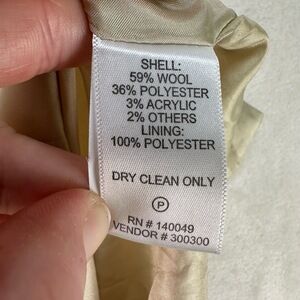 SHELL:
59% WOOL
36% POLYESTER
3% ACRYLIC
2% OTHERS
LINING:
100% POLYESTER
DRY CLEAN ONLY
P
RN # 140049
VENDOR # 300300